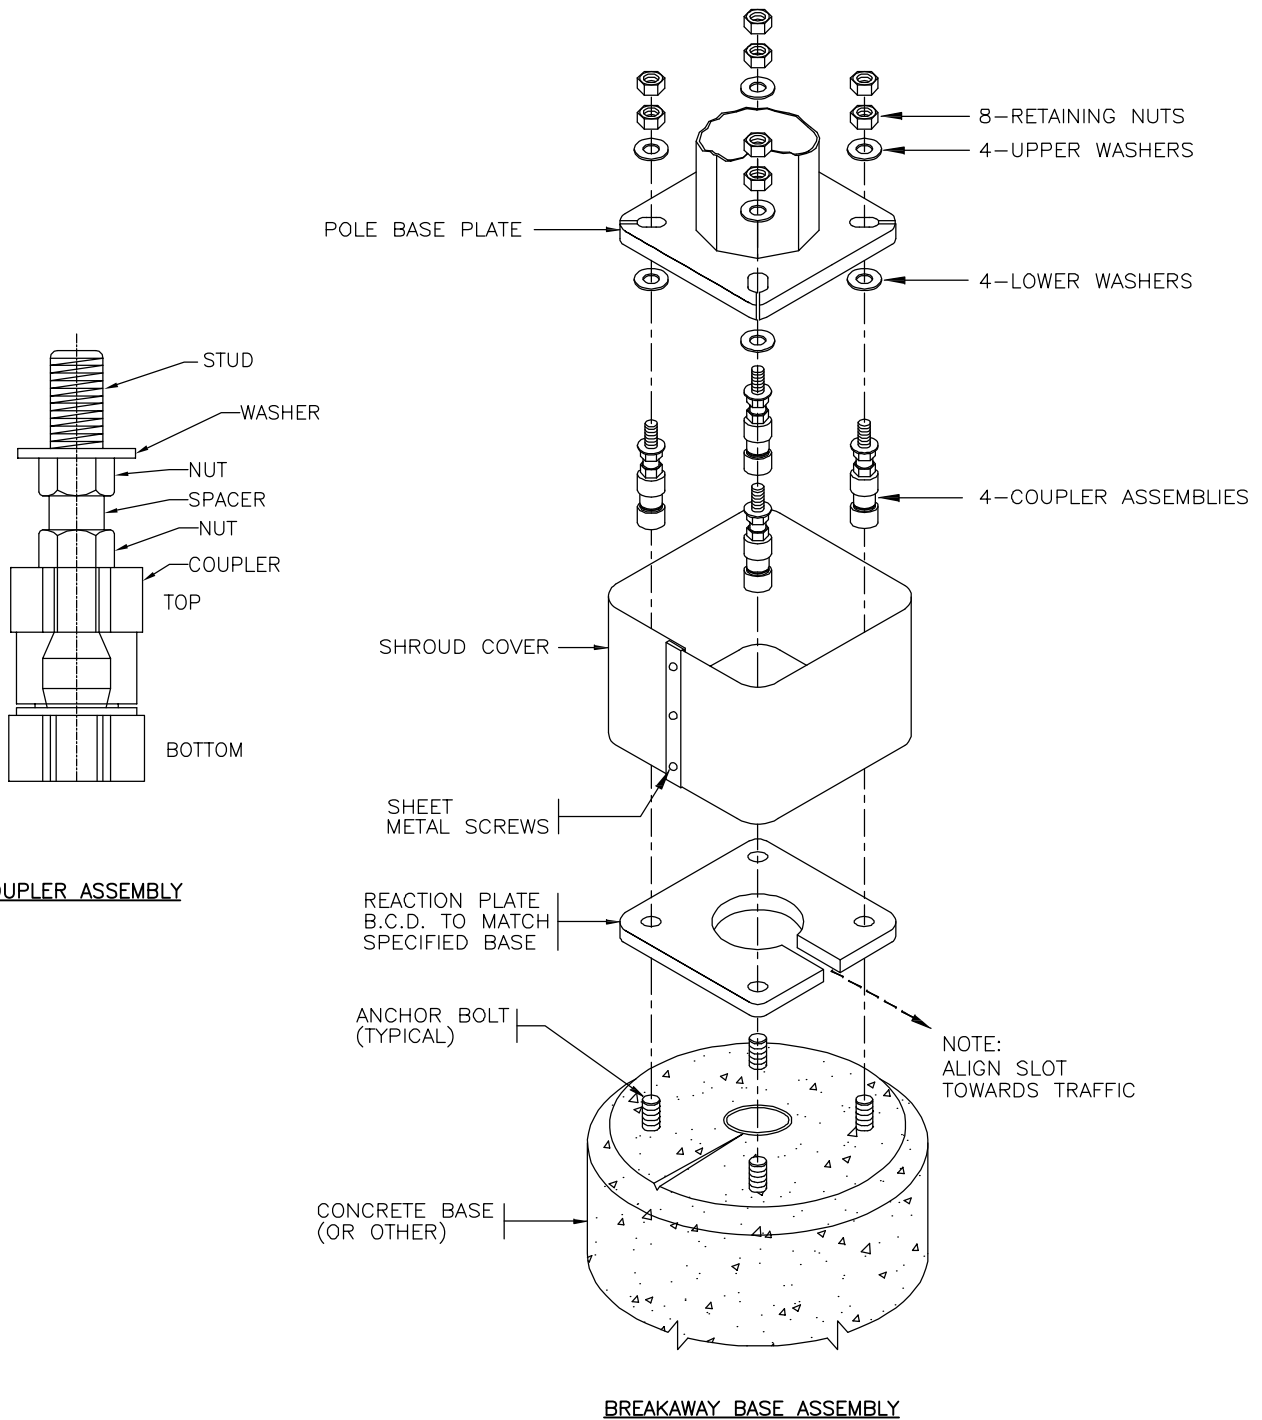 8-RETAINING NUTS
4-UPPER WASHERS
POLE BASE PLATE
4-LOWER WASHERS
STUD
WASHER
NUT
SPACER
NUT
COUPLER
TOP
BOTTOM
4-COUPLER ASSEMBLIES
SHROUD COVER
SHEET
METAL SCREWS
OUPLER ASSEMBLY
REACTION PLATE
B.C.D. TO MATCH
SPECIFIED BASE
ANCHOR BOLT
(TYPICAL)
NOTE:
ALIGN SLOT
TOWARDS TRAFFIC
CONCRETE BASE
(OR OTHER)
BREAKAWAY BASE ASSEMBLY